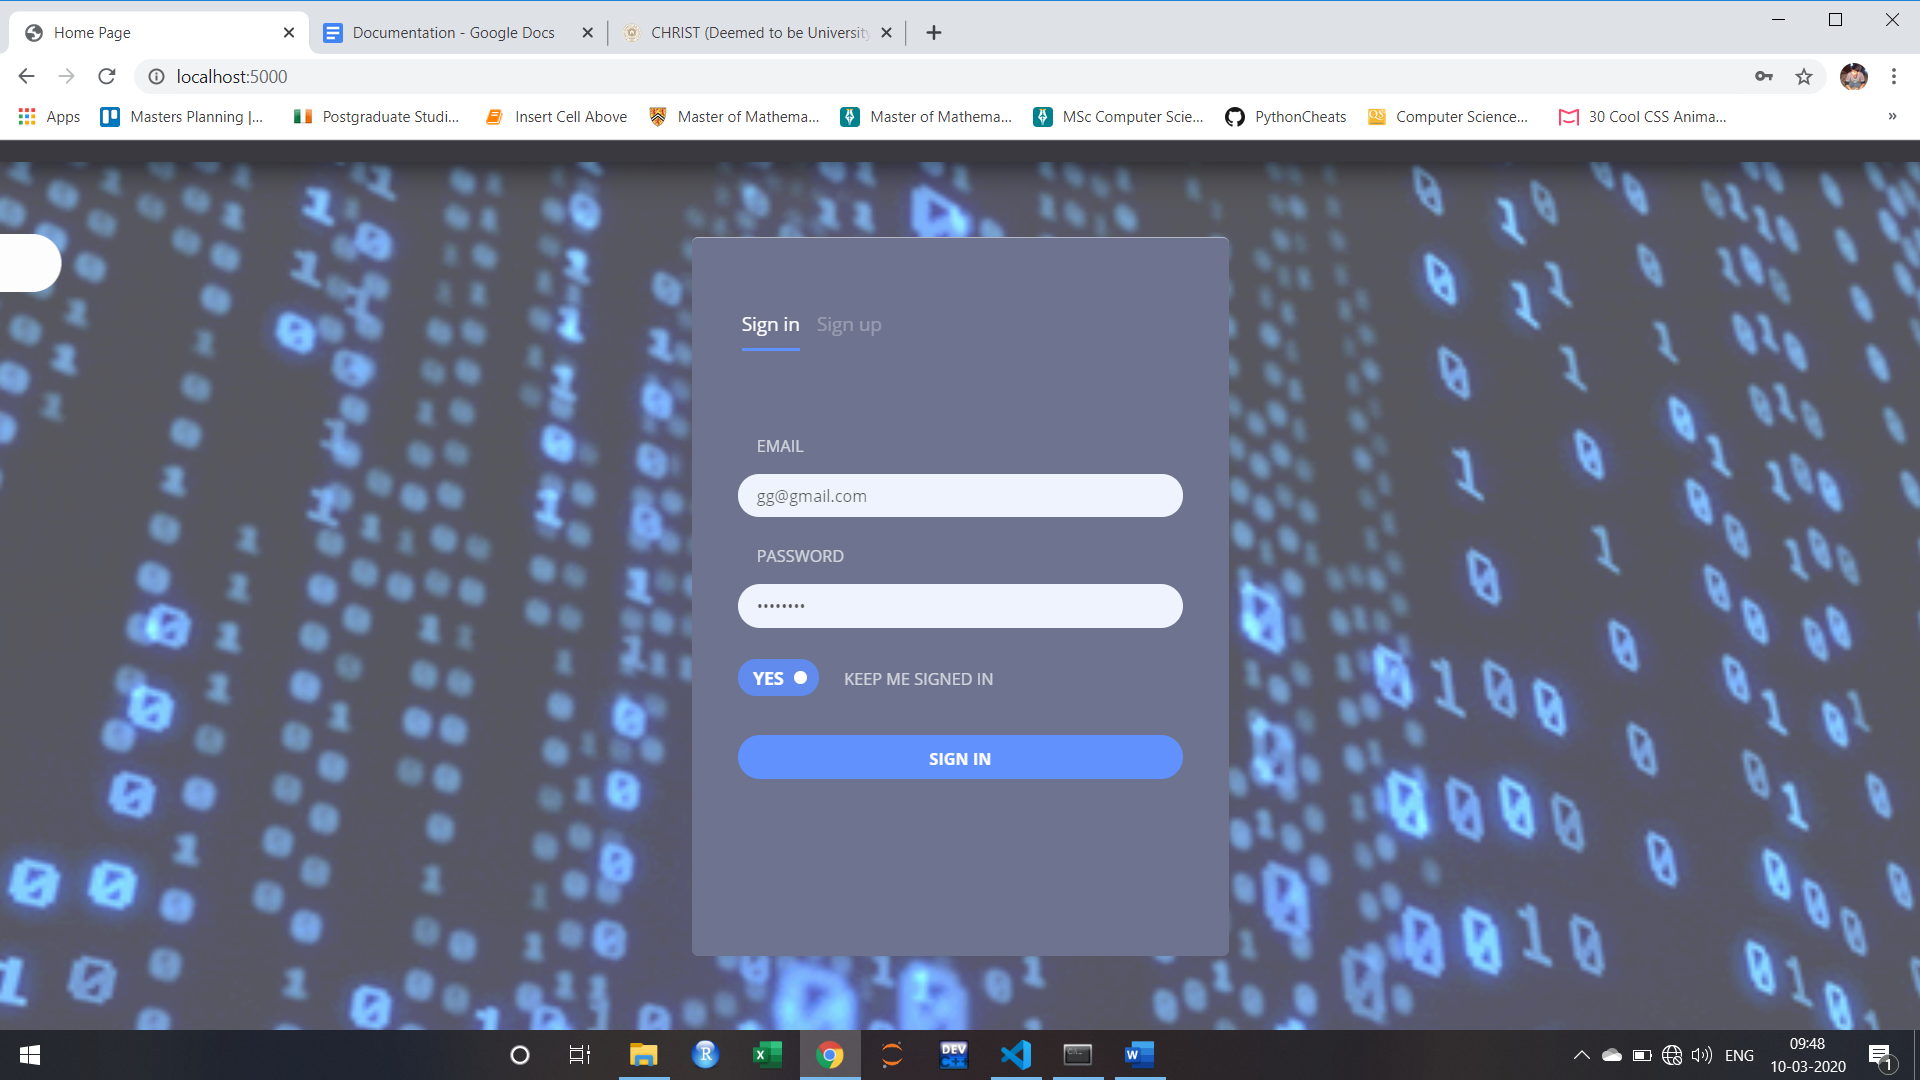 Home Page
Documentation - Google Docs
CHRIST (Deemed to be University
localhost:5000
Apps
Masters Planning |...
Postgraduate Studi...
Insert Cell Above
Master of Mathema...
Master of Mathema...
MSc Computer Scie...
PythonCheats
Computer Science...
30 Cool CSS Anima...
»
Sign in Sign up
EMAIL
gg@gmail.com
PASSWORD
••••••••
YES KEEP ME SIGNED IN
SIGN IN
ENG
09:48
10-03-2020
1